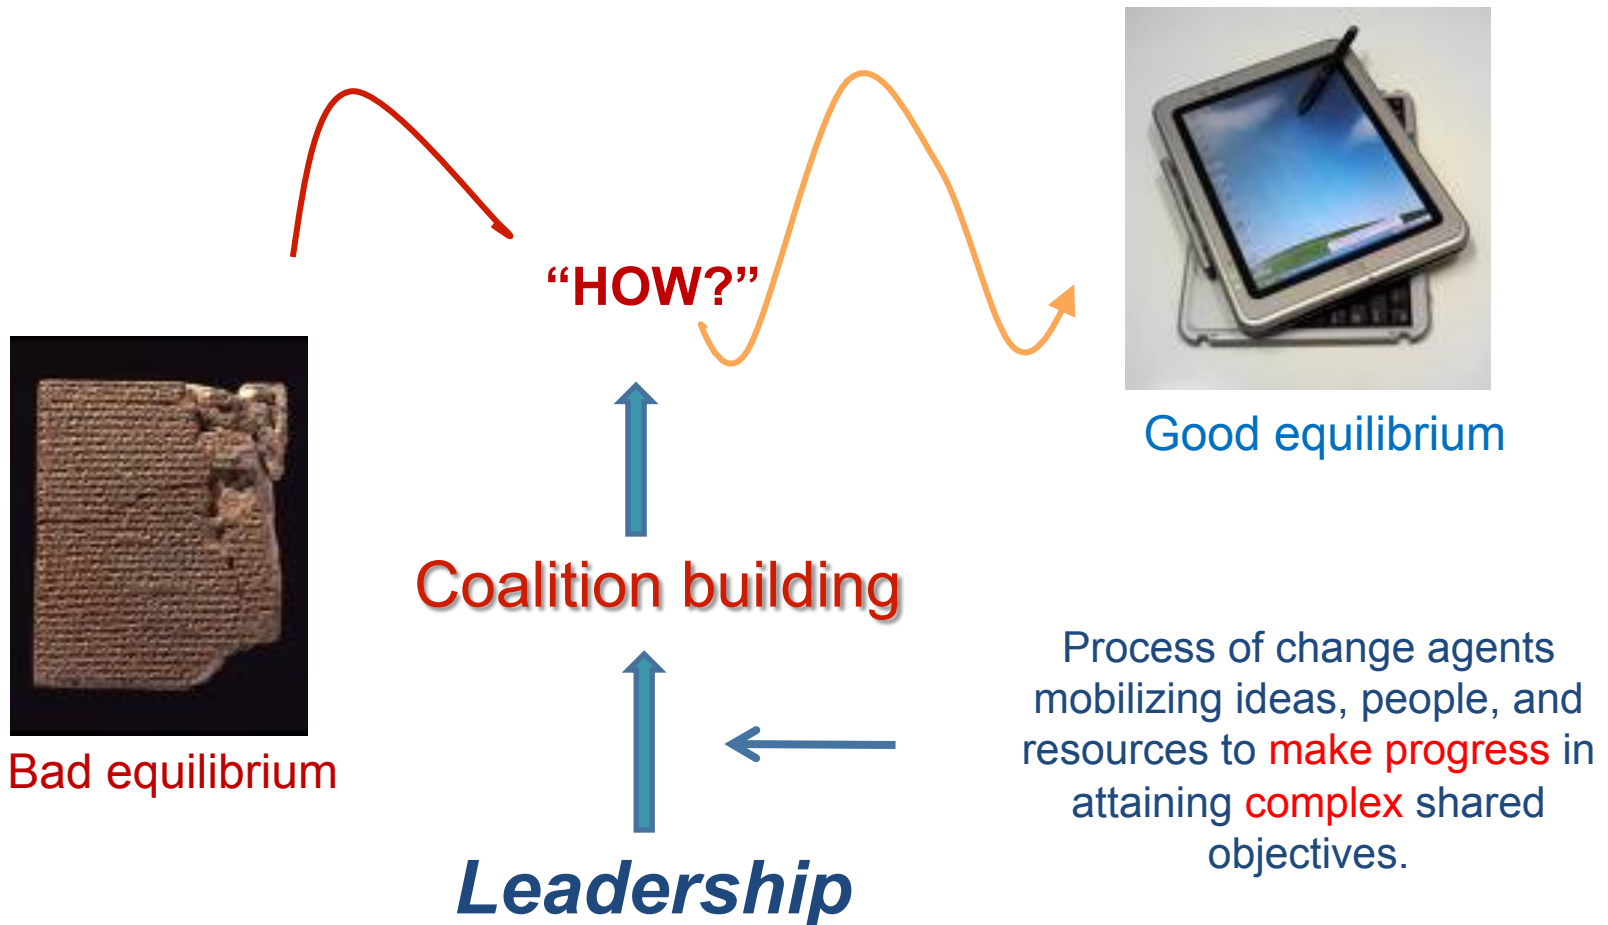 “HOW?”
Good equilibrium
Coalition building
Process of change agents
mobilizing ideas, people, and
resources to make progress in
attaining complex shared
objectives.
Bad equilibrium
Leadership